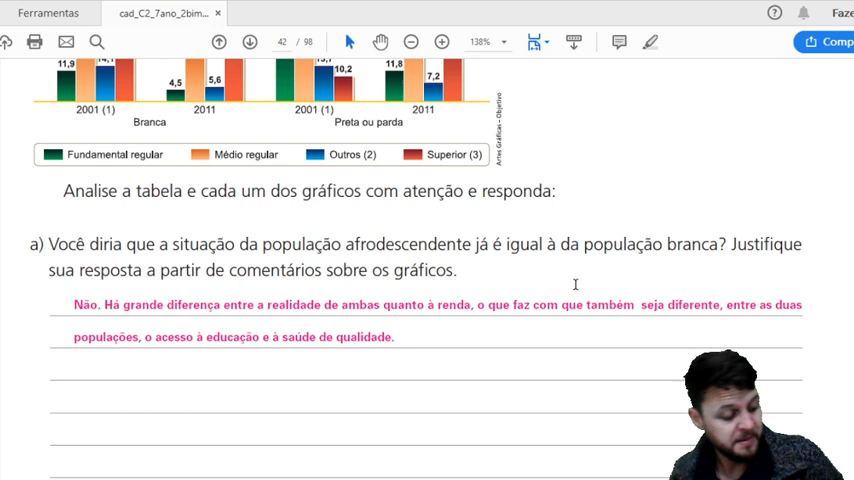 Ferramentas
cad_C2_7ano_2bim... ×
Faze
42 / 98
138%
Comp
11,9
4,5
5,6
10,2
11,8
7,2
2001 (1)
2011
2001 (1)
2011
Branca
Preta ou parda
Fundamental regular
Médio regular
Outros (2)
Superior (3)
Artes Gráficas – Objetivo
Analise a tabela e cada um dos gráficos com atenção e responda:
a) Você diria que a situação da população afrodescendente já é igual à da população branca? Justifique
sua resposta a partir de comentários sobre os gráficos.
Não. Há grande diferença entre a realidade de ambas quanto à renda, o que faz com que também seja diferente, entre as duas
populações, o acesso à educação e à saúde de qualidade.